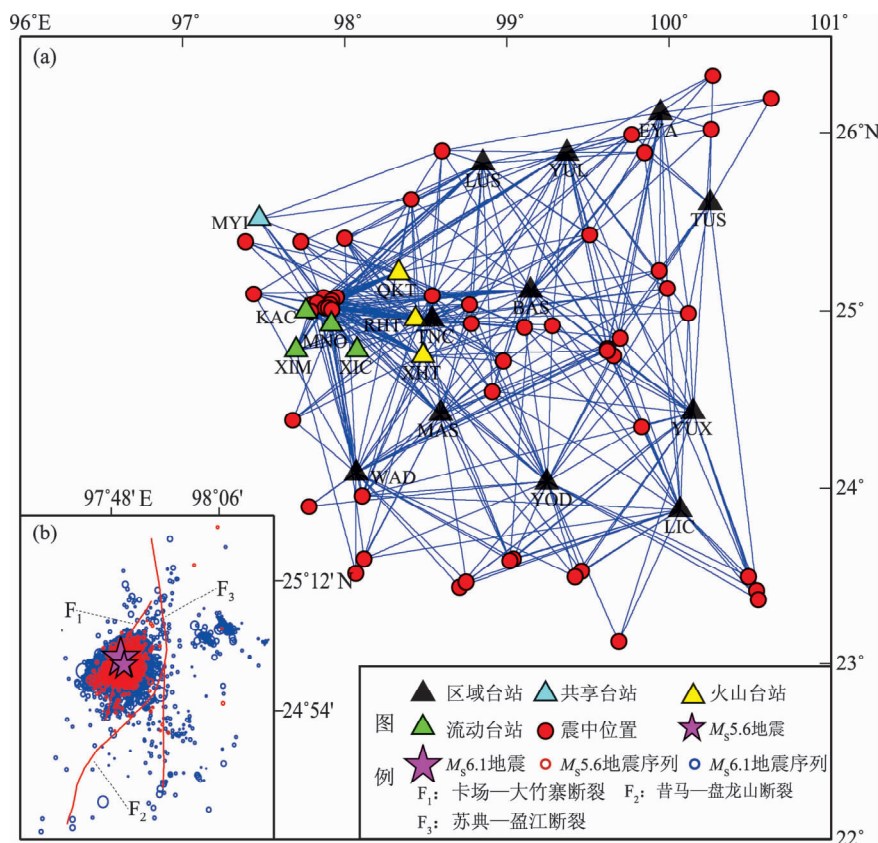 96°E 97° 98° 99° 100° 101°
(a)
26°N
EYA
LUS YUL
TUS
MYI
QKT
BAS
25°
KAC
RHT TNC
MNO
XIM XIC XHT
MAS YUX
WAD
YOD
24°
LIC
97°48′ E 98°06′
(b)
25°12′ N
F₁ F₃
23°
24°54′
F₂
图例
区域台站 共享台站 火山台站
流动台站 震中位置 Mₛ5.6地震
Mₛ6.1地震 Mₛ5.6地震序列 Mₛ6.1地震序列
F₁：卡场—大竹寨断裂 F₂：昔马—盘龙山断裂
F₃：苏典—盈江断裂
22°